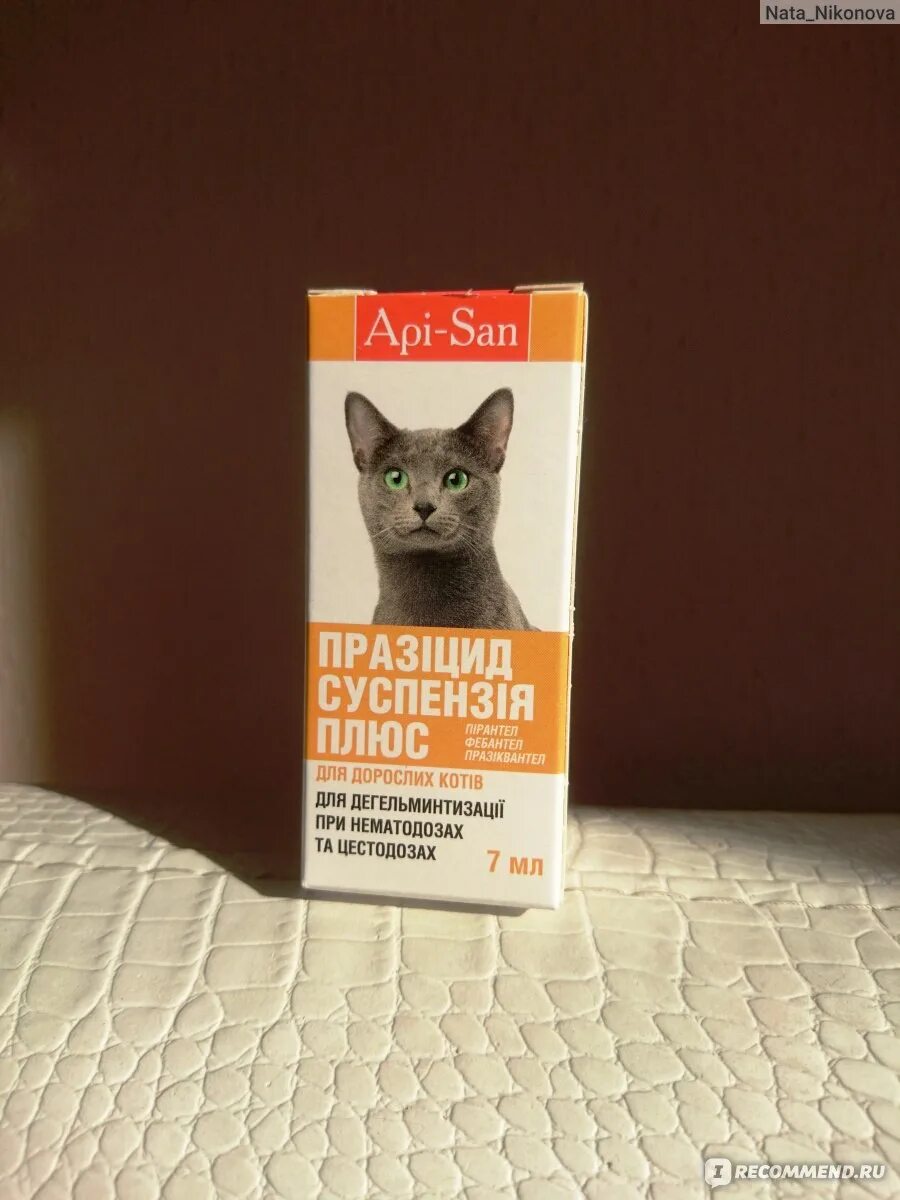 Nata_Nikonova
Api-San
ПРАЗІЦИД
СУСПЕНЗІЯ
ПЛЮС
ПІРАНТЕЛ
ФЕБАНТЕЛ
ПРАЗІКВАНТЕЛ
ДЛЯ ДОРОСЛИХ КОТІВ
ДЛЯ ДЕГЕЛЬМИНТИЗАЦІЇ
ПРИ НЕМАТОДОЗАХ
ТА ЦЕСТОДОЗАХ
7 мл
IRECOMMEND.RU